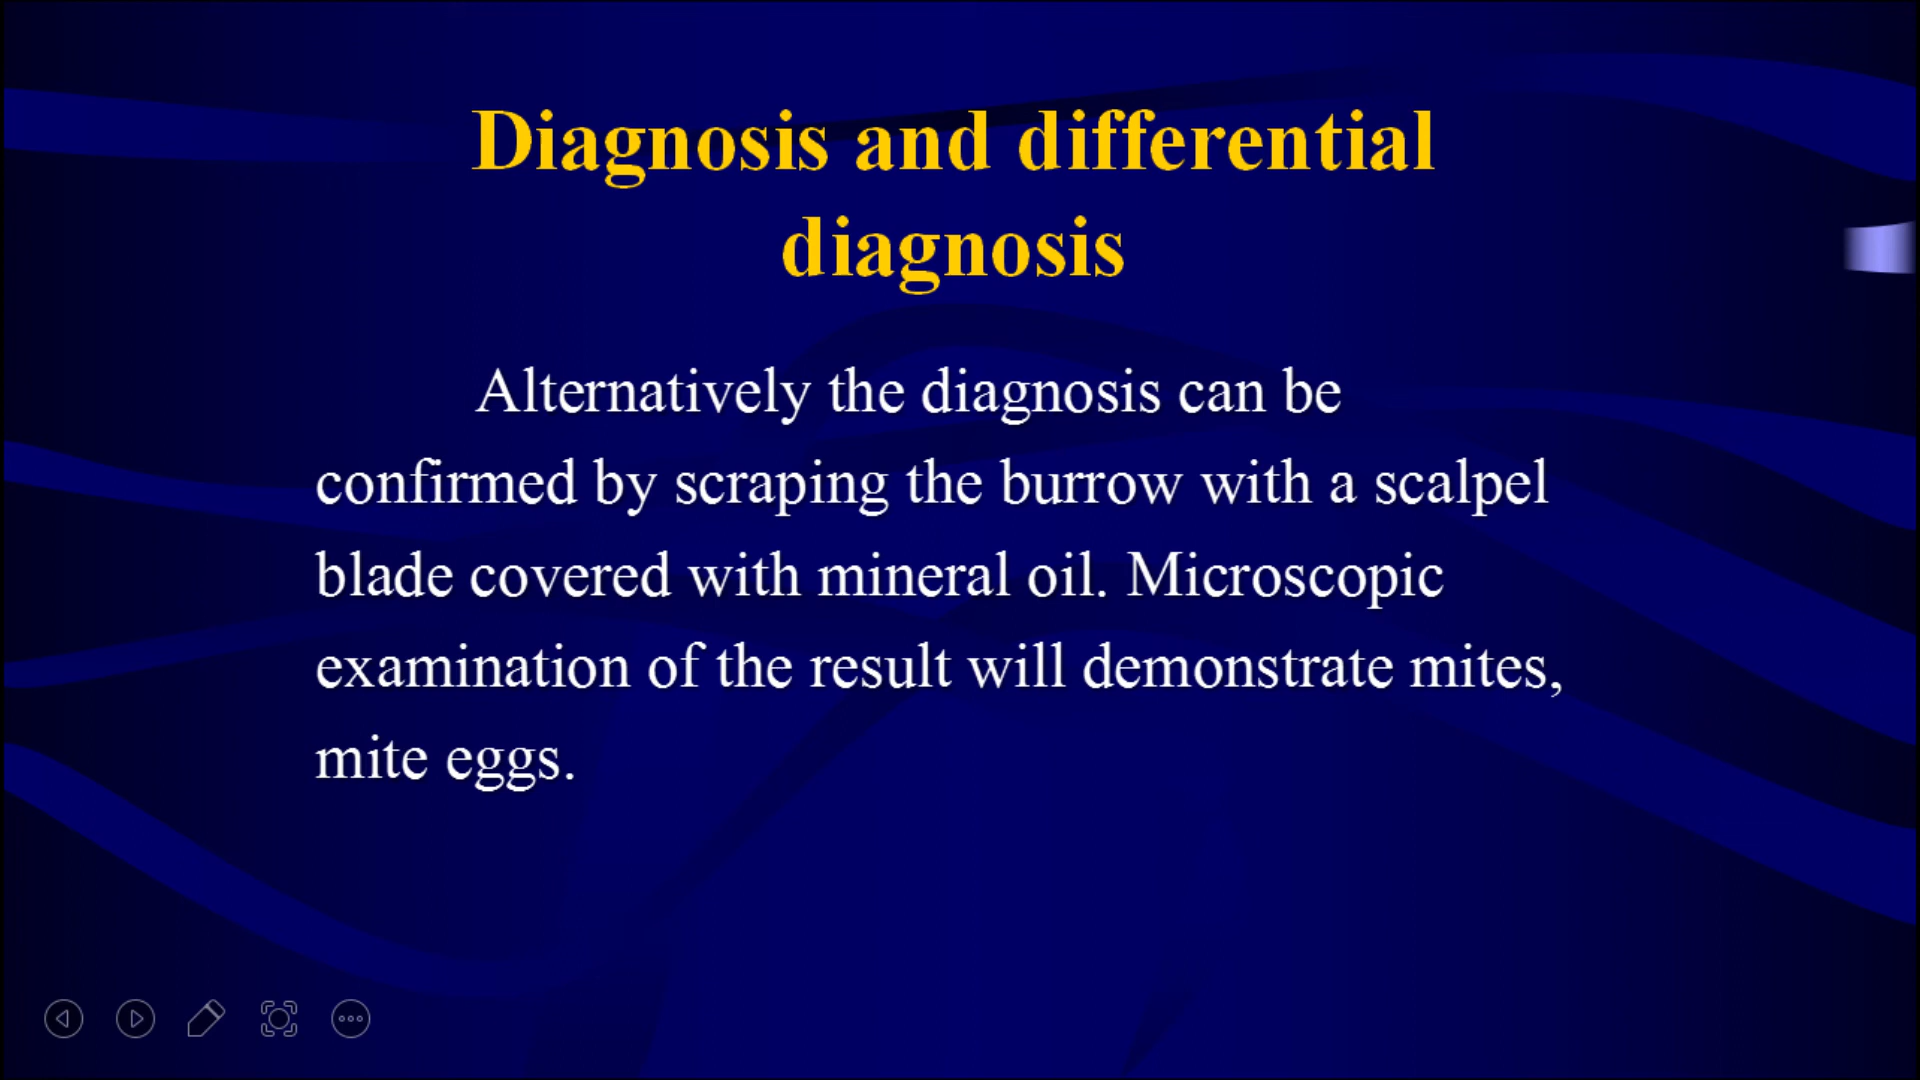 Diagnosis and differential
diagnosis
Alternatively the diagnosis can be
confirmed by scraping the burrow with a scalpel
blade covered with mineral oil. Microscopic
examination of the result will demonstrate mites,
mite eggs.